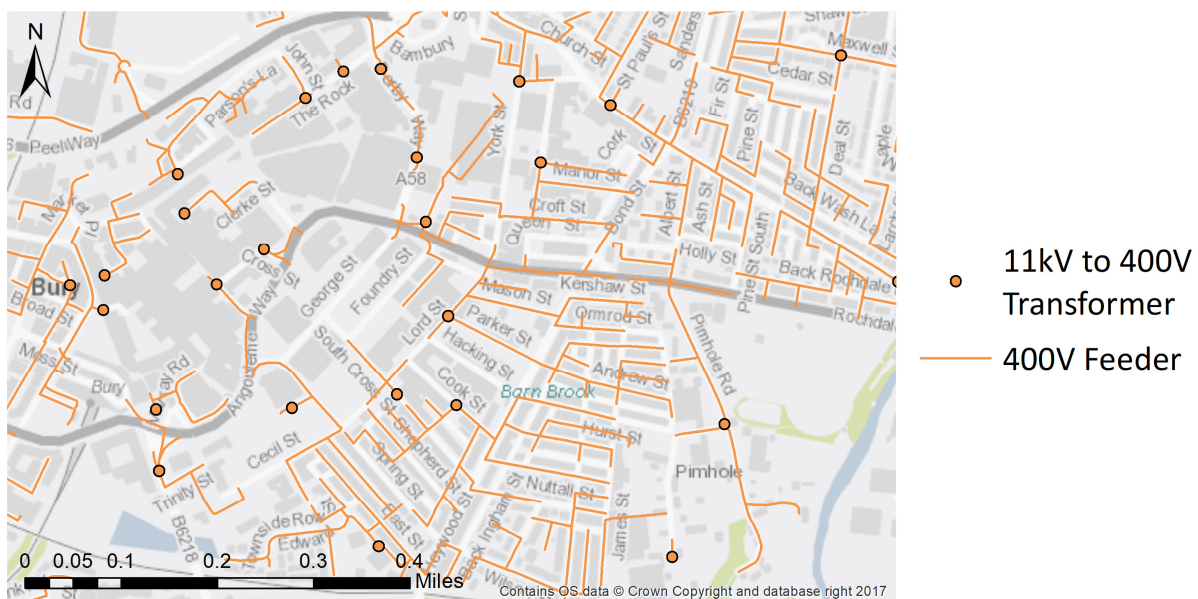 N
Rd
Peel Way
Parson's-La
John St
The Rock
Bambury
Derby
Way
A58
York St
Church St
St Paul's
Sanders
B6219
Fir St
Pine St
Cedar St
Maxwell S
Deal St
Cork
St
Manor St
Croft St
Queen St
Bond St
Albert St
Ash St
Back Wash La
Holly St
Pine St South
Back Rochdale
Rochdal
Clerke St
Cross St
George St
Foundry St
Angouleme Way
Bury
Broad St
Moss St
Bury
Kershaw St
Mason St
Ormrod St
Lord St
Parker St
Hacking St
Cook St
South Cross St
Andrew St
Barn Brook
Hurst St
Pimhole Rd
Pimhole
Shepherd St
Spring St
East St
Cecil St
Trinity St
B6218
Townside Row
Edward
Nuttall St
James St
Back Ingham St
0 0.05 0.1 0.2 0.3 0.4
Miles
Contains OS data © Crown Copyright and database right 2017
11kV to 400V
Transformer
400V Feeder